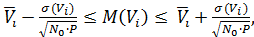 V̅ᵢ − σ(Vᵢ)/√(N₀·P) ≤ M(Vᵢ) ≤ V̅ᵢ + σ(Vᵢ)/√(N₀·P),